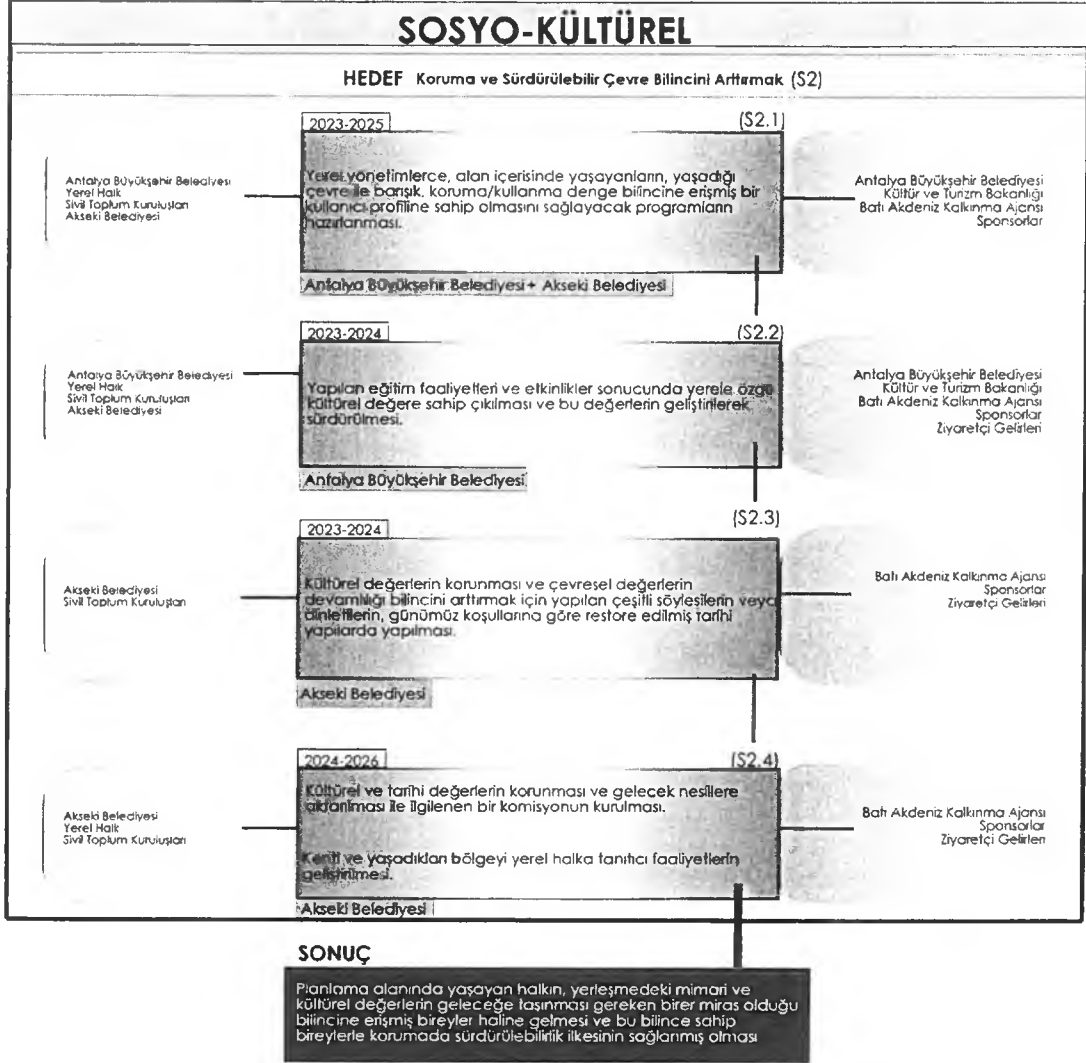 SOSYO-KÜLTÜREL
HEDEF Koruma ve Sürdürülebilir Çevre Bilincini Arttırmak (S2)
2023-2025
(S2.1)
Antalya Büyükşehir Belediyesi
Yerel Halk
Sivil Toplum Kuruluşları
Akseki Belediyesi
Yerel yönetimlerce, alan içerisinde yaşayanların, yaşadığı
çevre ile barışık, koruma/kullanma denge bilincine erişmiş bir
kullanıcı profiline sahip olmasını sağlayacak programların
hazırlanması.
Antalya Büyükşehir Belediyesi
Kültür ve Turizm Bakanlığı
Batı Akdeniz Kalkınma Ajansı
Sponsorlar
Antalya Büyükşehir Belediyesi+ Akseki Belediyesi
2023-2024
(S2.2)
Antalya Büyükşehir Belediyesi
Yerel Halk
Sivil Toplum Kuruluşları
Akseki Belediyesi
Yapılan eğitim faaliyetleri ve etkinlikler sonucunda yerele özgü
kültürel değere sahip çıkılması ve bu değerlerin geliştirilerek
sürdürülmesi.
Antalya Büyükşehir Belediyesi
Kültür ve Turizm Bakanlığı
Batı Akdeniz Kalkınma Ajansı
Sponsorlar
Ziyaretçi Gelirleri
Antalya Büyükşehir Belediyesi
2023-2024
(S2.3)
Akseki Belediyesi
Sivil Toplum Kuruluşları
Kültürel değerlerin korunması ve çevresel değerlerin
devamlılığı bilincini arttırmak için yapılan çeşitli söyleşilerin veya
dinletilerin, günümüz koşullarına göre restore edilmiş tarihi
yapılarda yapılması.
Batı Akdeniz Kalkınma Ajansı
Sponsorlar
Ziyaretçi Gelirleri
Akseki Belediyesi
2024-2026
(S2.4)
Akseki Belediyesi
Yerel Halk
Sivil Toplum Kuruluşları
Kültürel ve tarihi değerlerin korunması ve gelecek nesillere
aktarılması ile ilgilenen bir komisyonun kurulması.
Kenti ve yaşadıkları bölgeyi yerel halka tanıtıcı faaliyetlerin
geliştirilmesi.
Batı Akdeniz Kalkınma Ajansı
Sponsorlar
Ziyaretçi Gelirleri
Akseki Belediyesi
SONUÇ
Planlama alanında yaşayan halkın, yerleşmedeki mimari ve
kültürel değerlerin geleceğe taşınması gereken birer miras olduğu
bilincine erişmiş bireyler haline gelmesi ve bu bilince sahip
bireylerle korumada sürdürülebilirlik ilkesinin sağlanmış olması